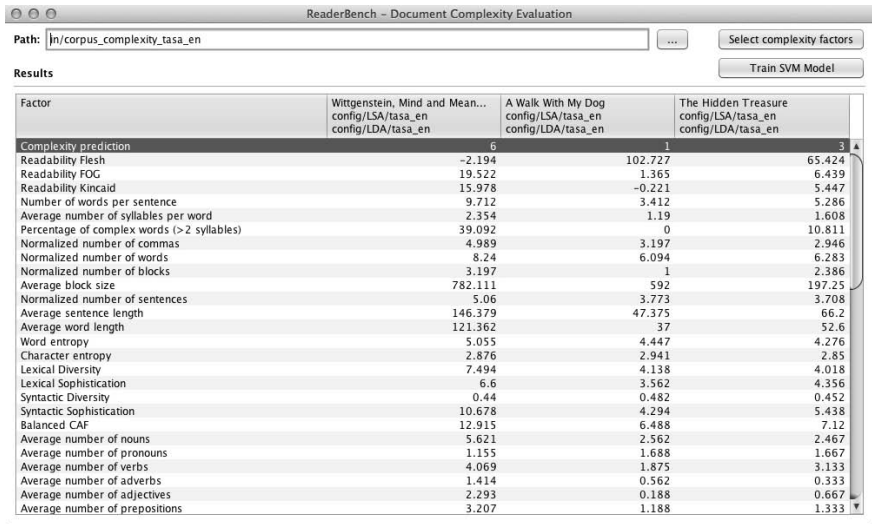 ReaderBench – Document Complexity Evaluation
Path: in/corpus_complexity_tasa_en ... Select complexity factors
Results Train SVM Model
Factor Wittgenstein, Mind and Mean... A Walk With My Dog The Hidden Treasure
config/LSA/tasa_en config/LSA/tasa_en config/LSA/tasa_en
config/LDA/tasa_en config/LDA/tasa_en config/LDA/tasa_en
Complexity prediction 6 1 3
Readability Flesh -2.194 102.727 65.424
Readability FOG 19.522 1.365 6.439
Readability Kincaid 15.978 -0.221 5.447
Number of words per sentence 9.712 3.412 5.286
Average number of syllables per word 2.354 1.19 1.608
Percentage of complex words (>2 syllables) 39.092 0 10.811
Normalized number of commas 4.989 3.197 2.946
Normalized number of words 8.24 6.094 6.283
Normalized number of blocks 3.197 1 2.386
Average block size 782.111 592 197.25
Normalized number of sentences 5.06 3.773 3.708
Average sentence length 146.379 47.375 66.2
Average word length 121.362 37 52.6
Word entropy 5.055 4.447 4.276
Character entropy 2.876 2.941 2.85
Lexical Diversity 7.494 4.138 4.018
Lexical Sophistication 6.6 3.562 4.356
Syntactic Diversity 0.44 0.482 0.452
Syntactic Sophistication 10.678 4.294 5.438
Balanced CAF 12.915 6.488 7.12
Average number of nouns 5.621 2.562 2.467
Average number of pronouns 1.155 1.688 1.667
Average number of verbs 4.069 1.875 3.133
Average number of adverbs 1.414 0.562 0.333
Average number of adjectives 2.293 0.188 0.667
Average number of prepositions 3.207 1.188 1.333